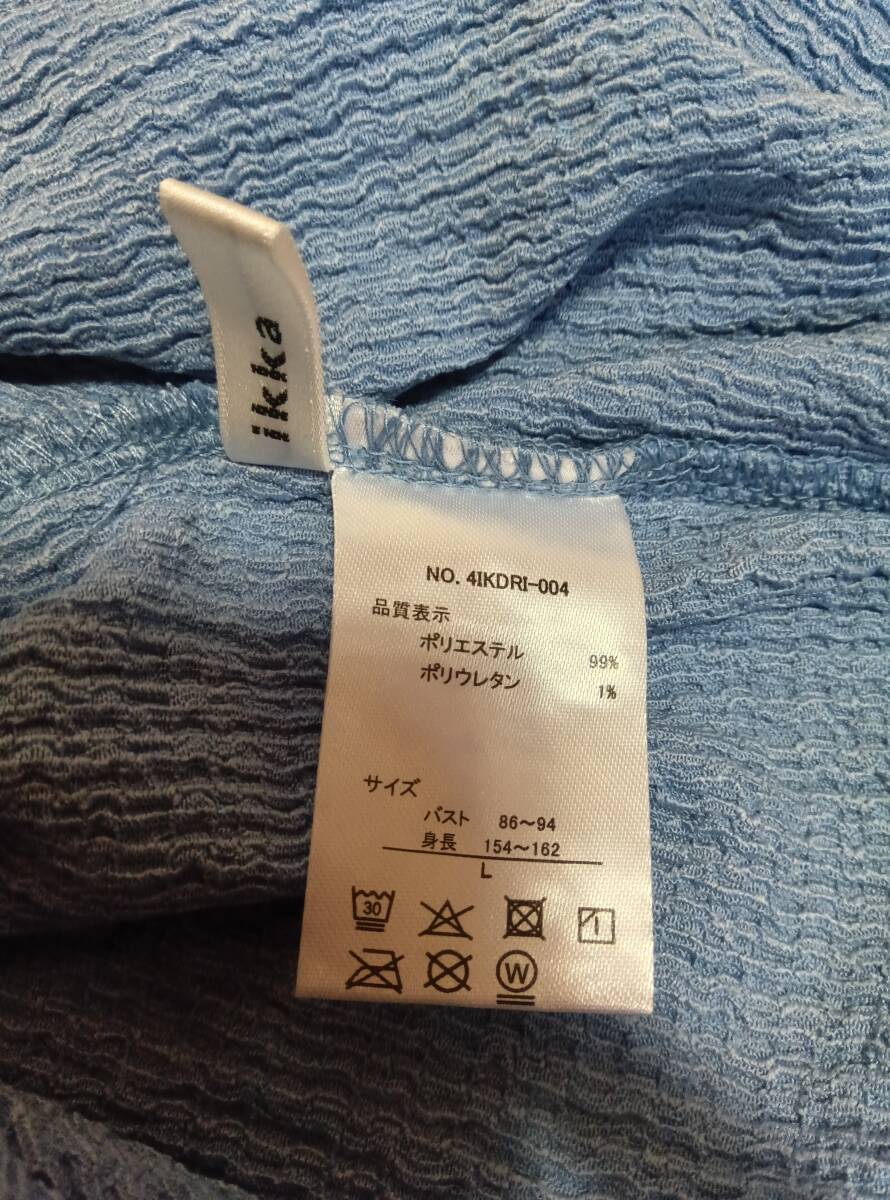 ikka
NO. 4IKDRI-004
品質表示
ポリエステル 99%
ポリウレタン 1%
サイズ
バスト 86～94
身長 154～162
L
30
W